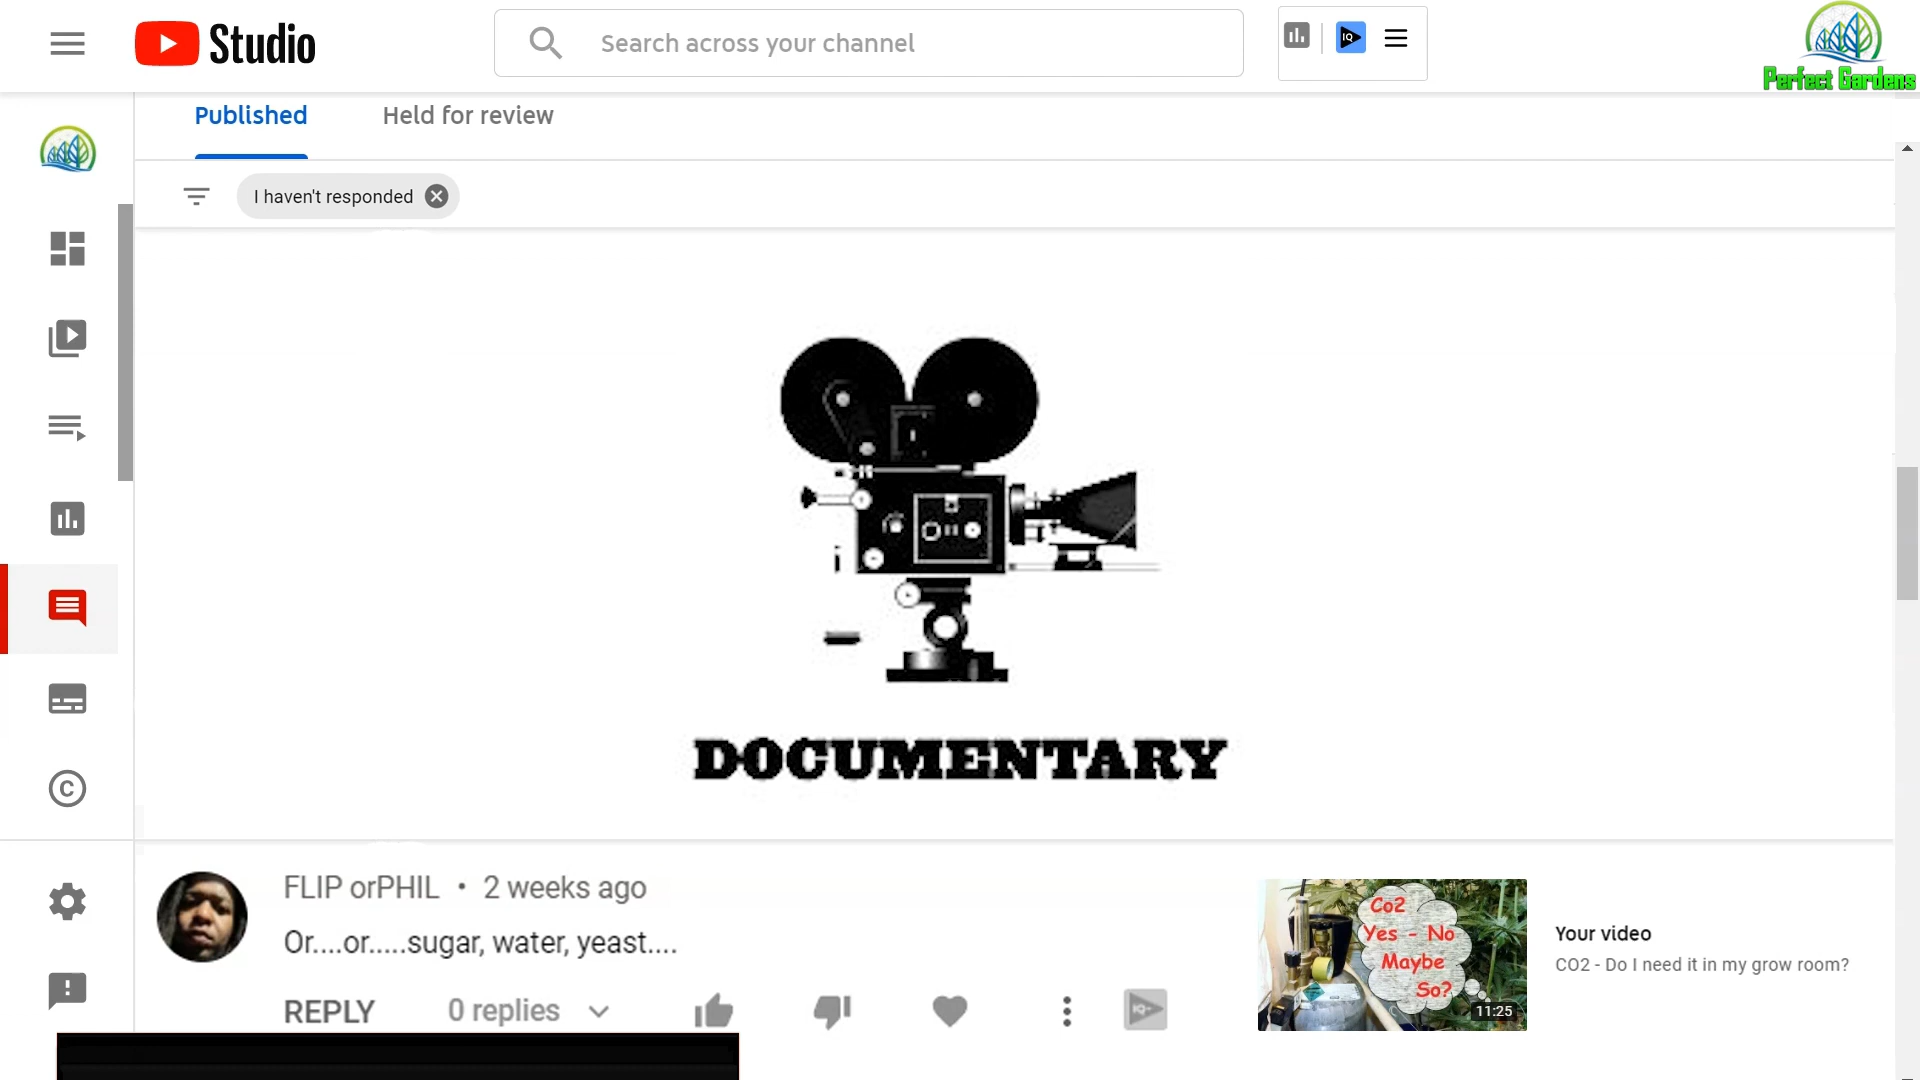 Studio
Search across your channel
IQ
Perfect Gardens
Published
Held for review
I haven't responded
DOCUMENTARY
FLIP orPHIL • 2 weeks ago
Or....or.....sugar, water, yeast....
REPLY
0 replies
IQ
Co2
Yes - No
Maybe
So?
11:25
Your video
CO2 - Do I need it in my grow room?